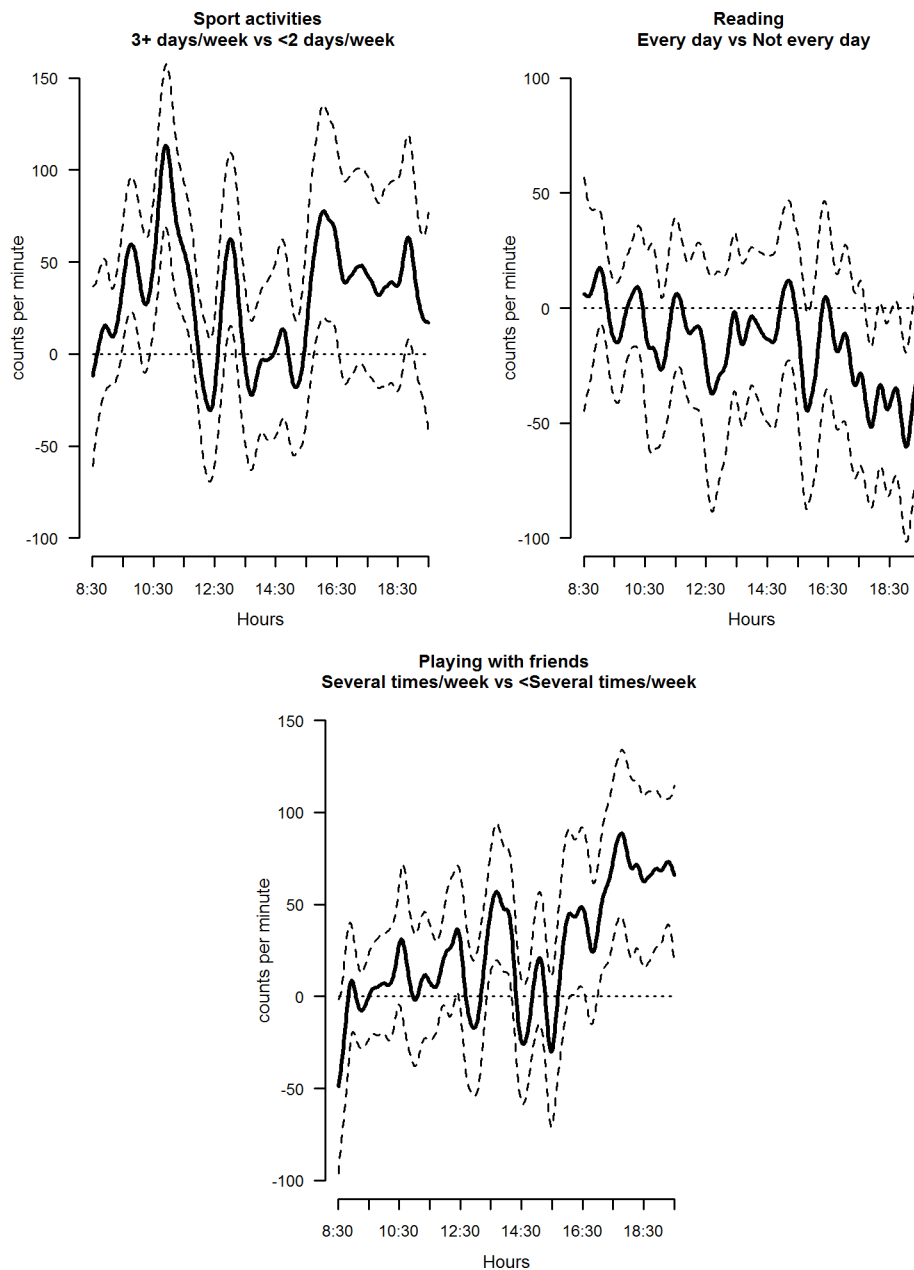 Sport activities
3+ days/week vs <2 days/week
150
100
50
0
-50
-100
counts per minute
8:30 10:30 12:30 14:30 16:30 18:30
Hours
Reading
Every day vs Not every day
100
50
0
-50
-100
counts per minute
8:30 10:30 12:30 14:30 16:30 18:30
Hours
Playing with friends
Several times/week vs <Several times/week
150
100
50
0
-50
-100
counts per minute
8:30 10:30 12:30 14:30 16:30 18:30
Hours